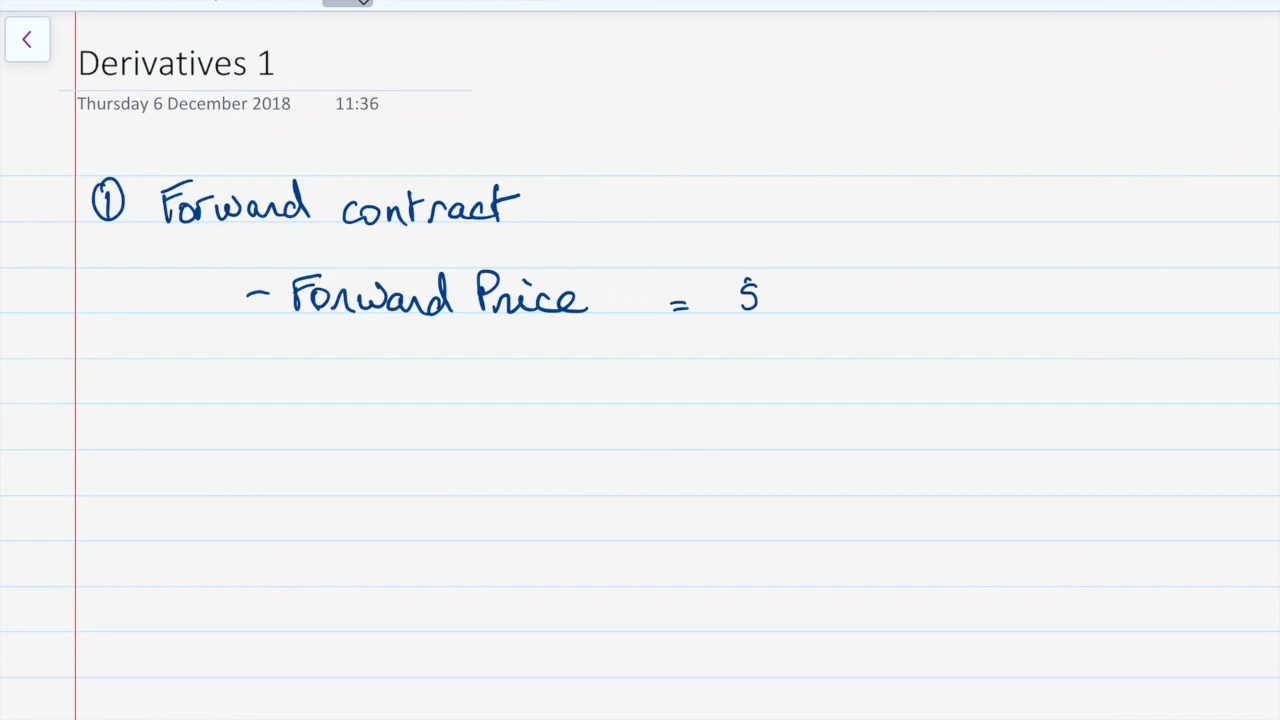 Derivatives 1
Thursday 6 December 2018 11:36
① Forward contract
- Forward Price = $